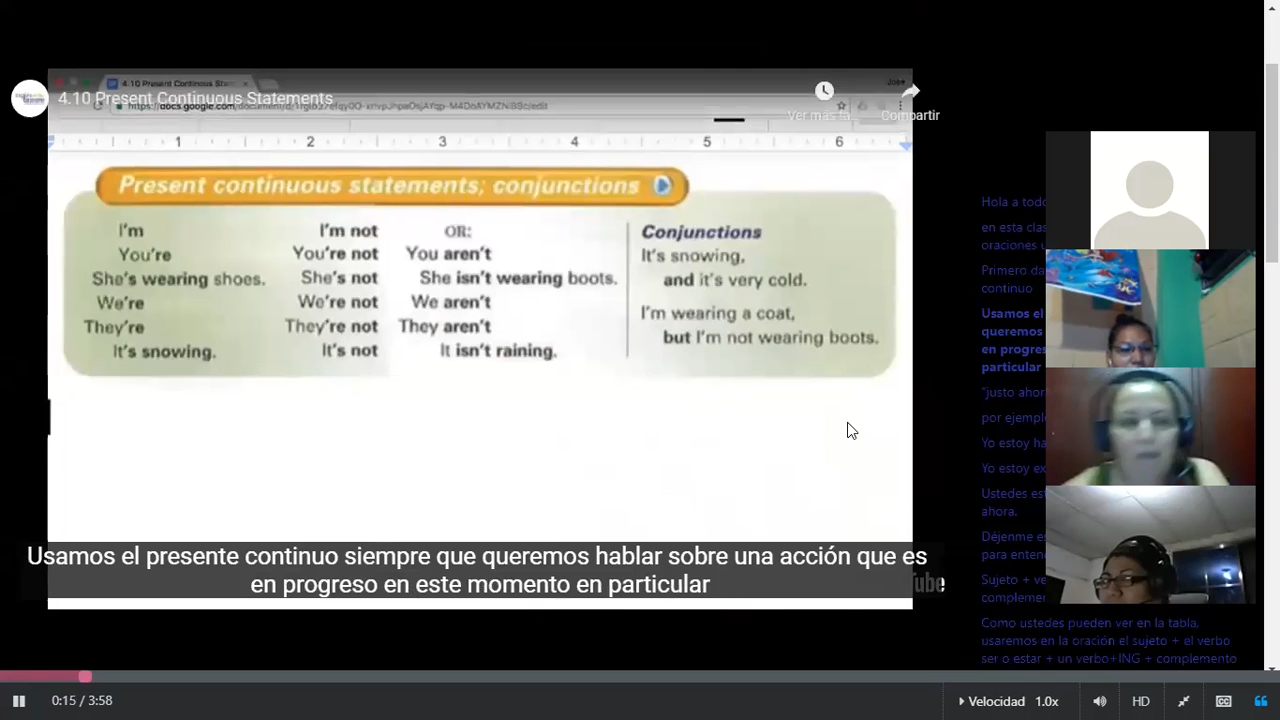 4.10 Present Continuous Sta
4.10 Present Continuous Statements
Ver más ta...
Compartir
1 2 3 4 5 6
Present continuous statements; conjunctions
I'm I'm not OR: Conjunctions
You're You're not You aren't It's snowing,
She's wearing shoes. She's not She isn't wearing boots. and it's very cold.
We're We're not We aren't I'm wearing a coat,
They're They're not They aren't but I'm not wearing boots.
It's snowing. It's not It isn't raining.
Usamos el presente continuo siempre que queremos hablar sobre una acción que es
en progreso en este momento en particular
Hola a todo
en esta clas
oraciones
Primero da
continuo
Usamos el
queremos
en progres
particular
"justo ahor
por ejempl
Yo estoy ha
Yo estoy ex
Ustedes es
ahora.
Déjenme es
para enten
Sujeto + ve
complemen
Como ustedes pueden ver en la tabla,
usaremos en la oración el sujeto + el verbo
ser o estar + un verbo+ING + complemento
0:15 / 3:58
Velocidad 1.0x
HD